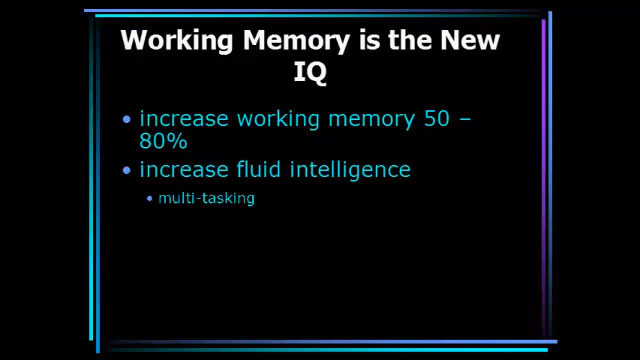 Working Memory is the New
IQ
• increase working memory 50 –
80%
• increase fluid intelligence
• multi-tasking